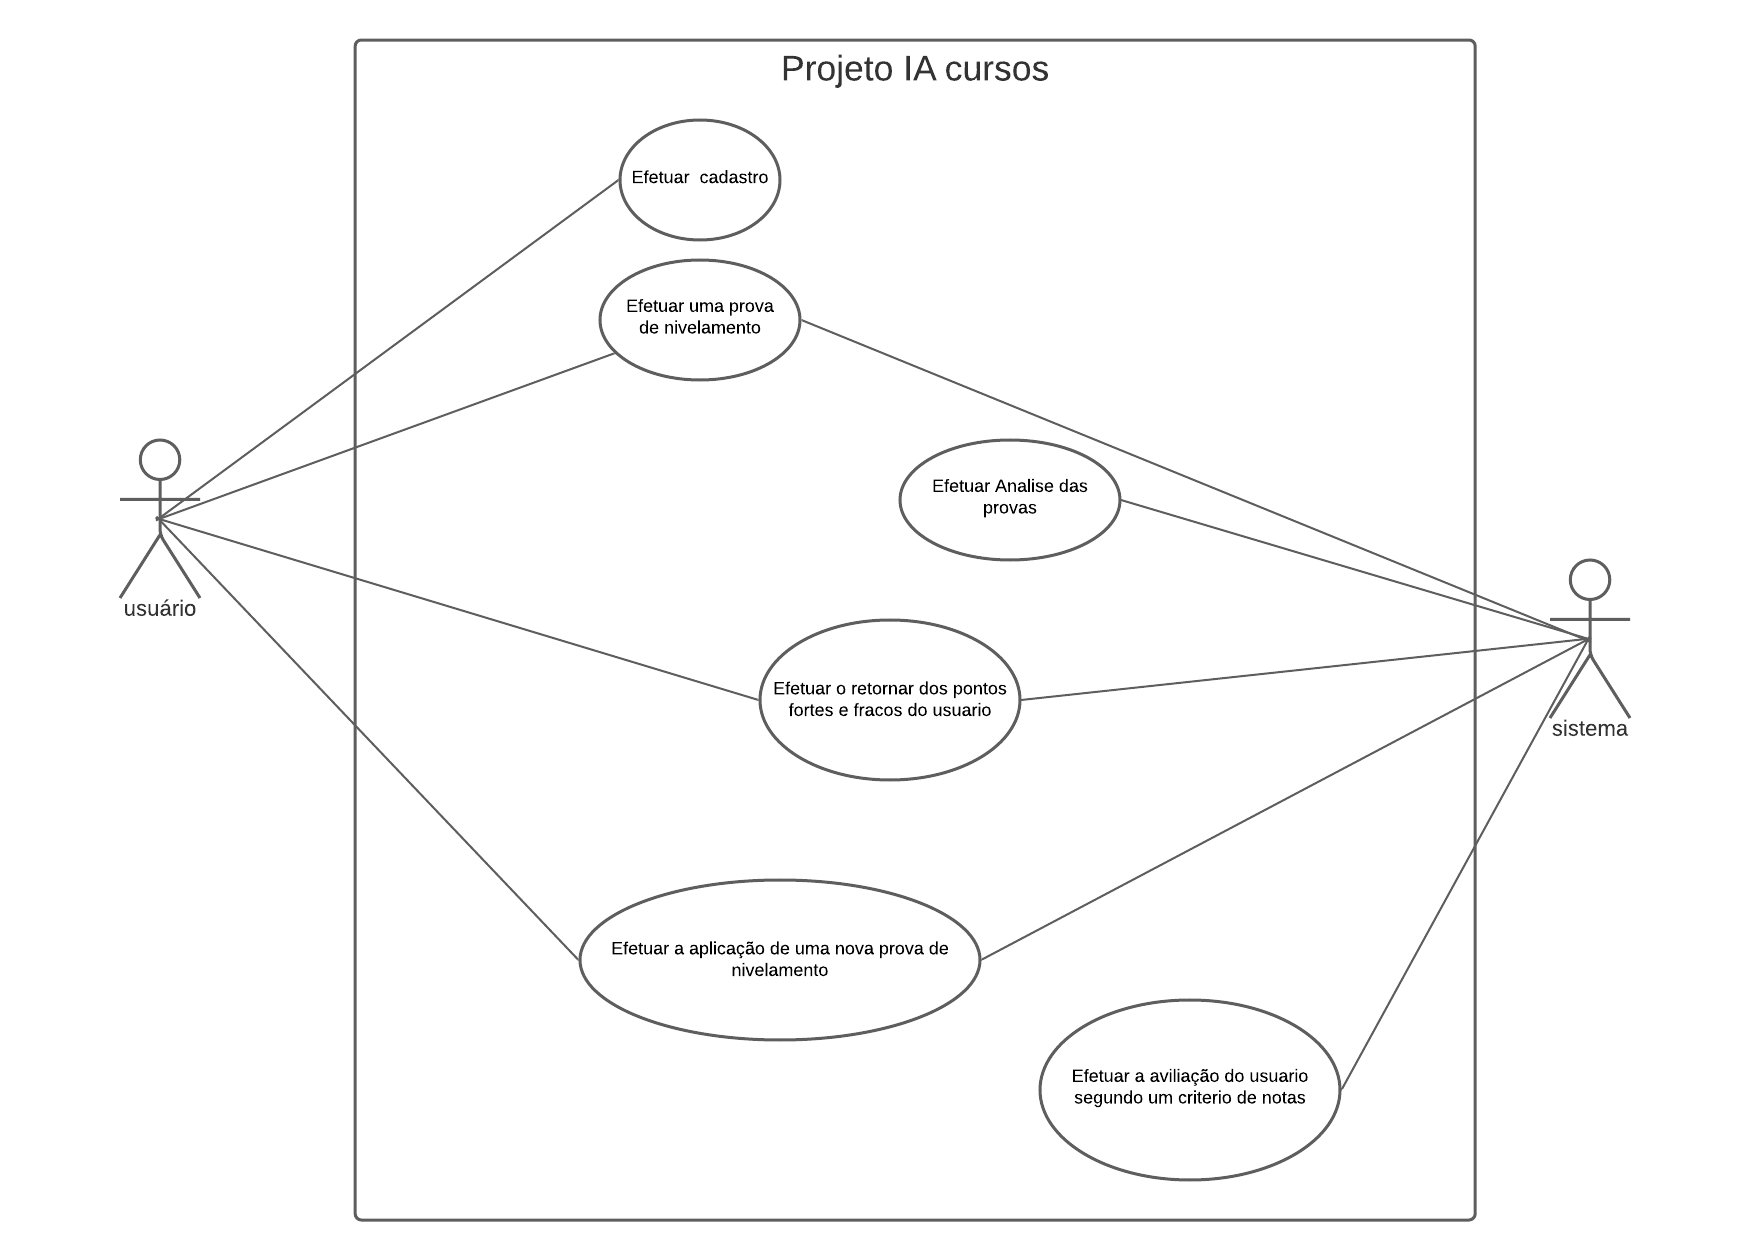 Projeto IA cursos
Efetuar  cadastro
Efetuar uma prova
de nivelamento
Efetuar Analise das
provas
usuário
Efetuar o retornar dos pontos
fortes e fracos do usuario
sistema
Efetuar a aplicação de uma nova prova de
nivelamento
Efetuar a aviliação do usuario
segundo um criterio de notas